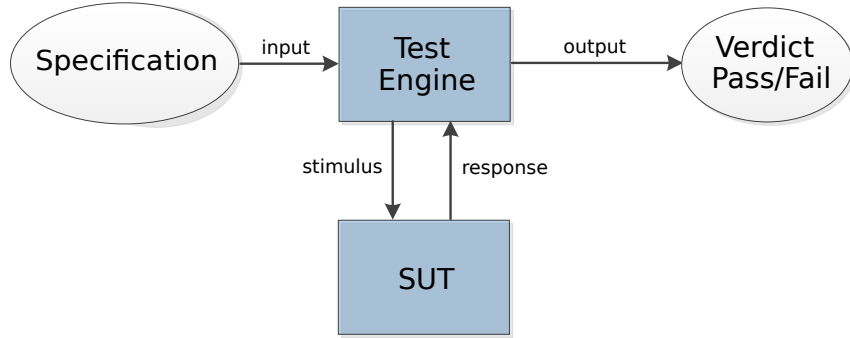 Specification
input
Test
Engine
output
Verdict
Pass/Fail
stimulus
response
SUT